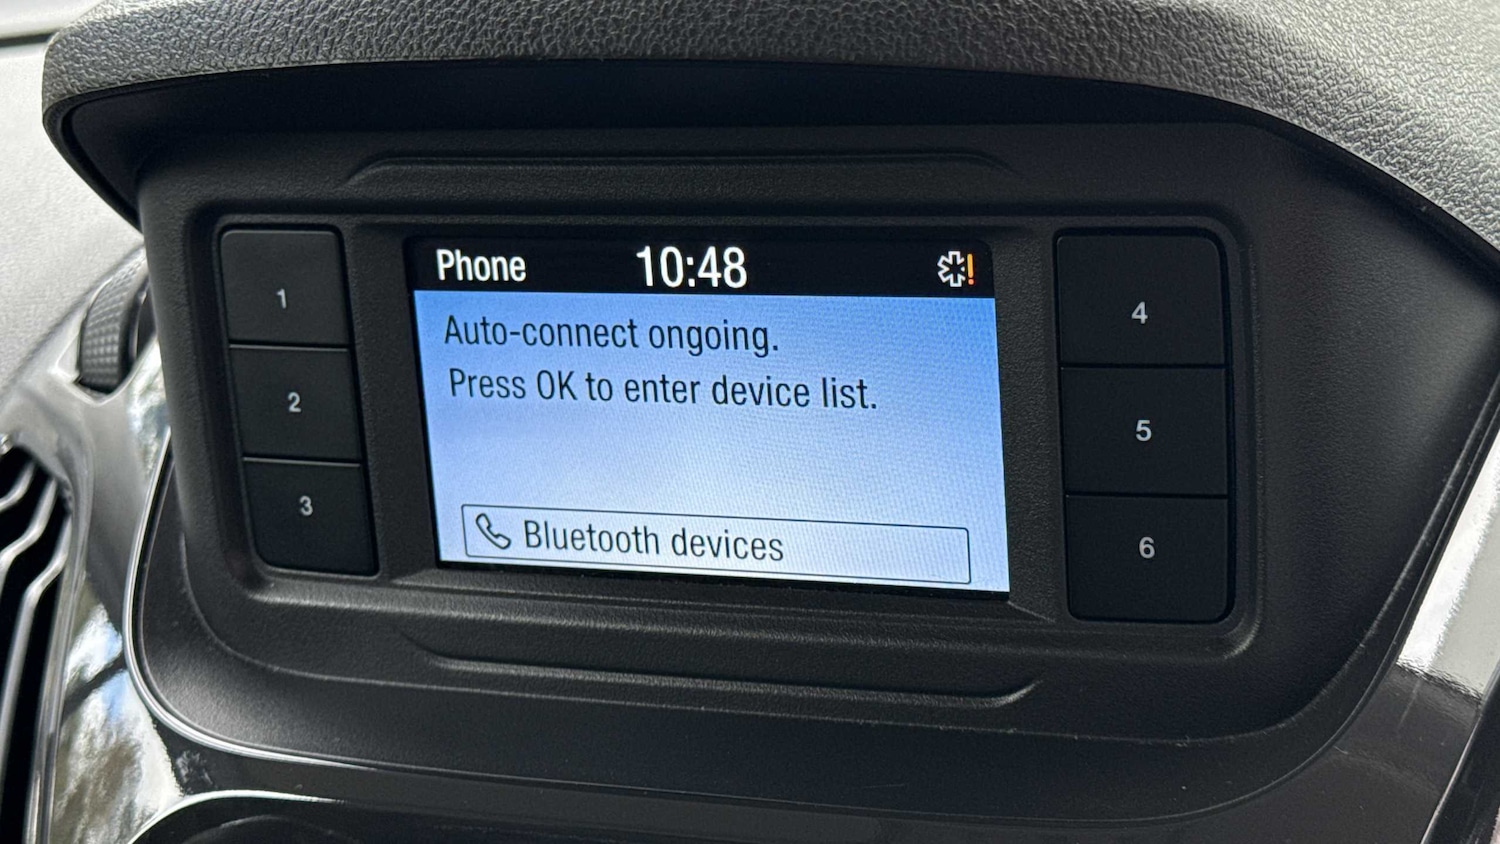 Phone 10:48
Auto-connect ongoing.
Press OK to enter device list.
Bluetooth devices
1
2
3
4
5
6